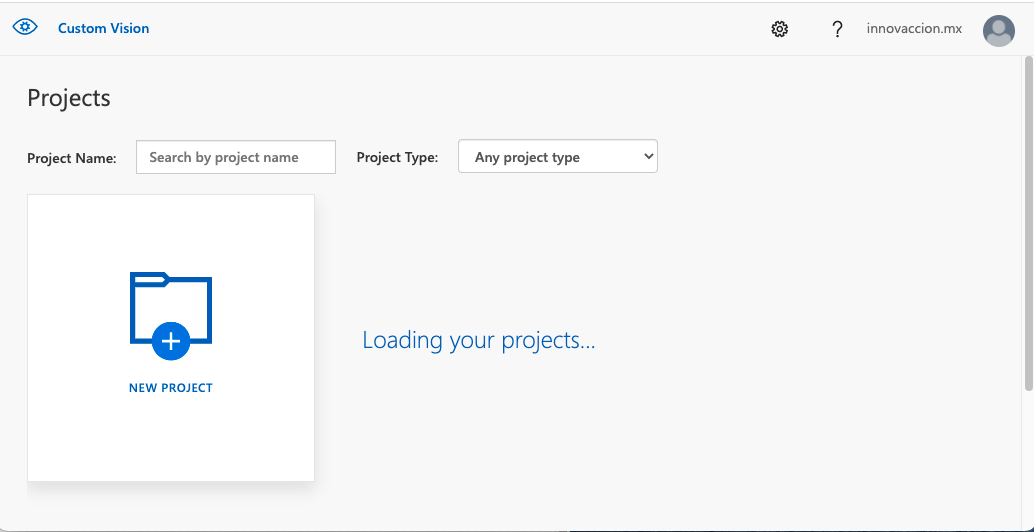 Custom Vision
? innovaccion.mx
Projects
Project Name: Search by project name Project Type: Any project type
Loading your projects...
NEW PROJECT